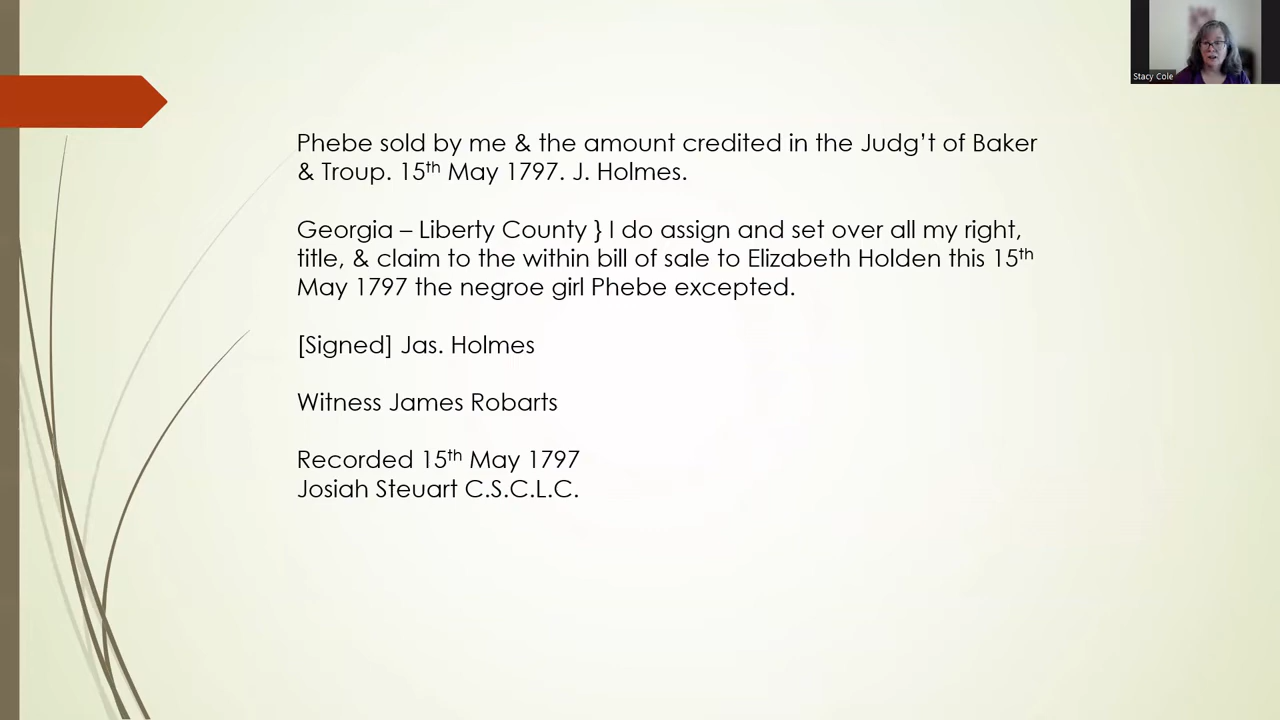 Stacy Cole
Phebe sold by me & the amount credited in the Judg’t of Baker
& Troup. 15th May 1797. J. Holmes.
Georgia – Liberty County } I do assign and set over all my right,
title, & claim to the within bill of sale to Elizabeth Holden this 15th
May 1797 the negroe girl Phebe excepted.
[Signed] Jas. Holmes
Witness James Robarts
Recorded 15th May 1797
Josiah Steuart C.S.C.L.C.